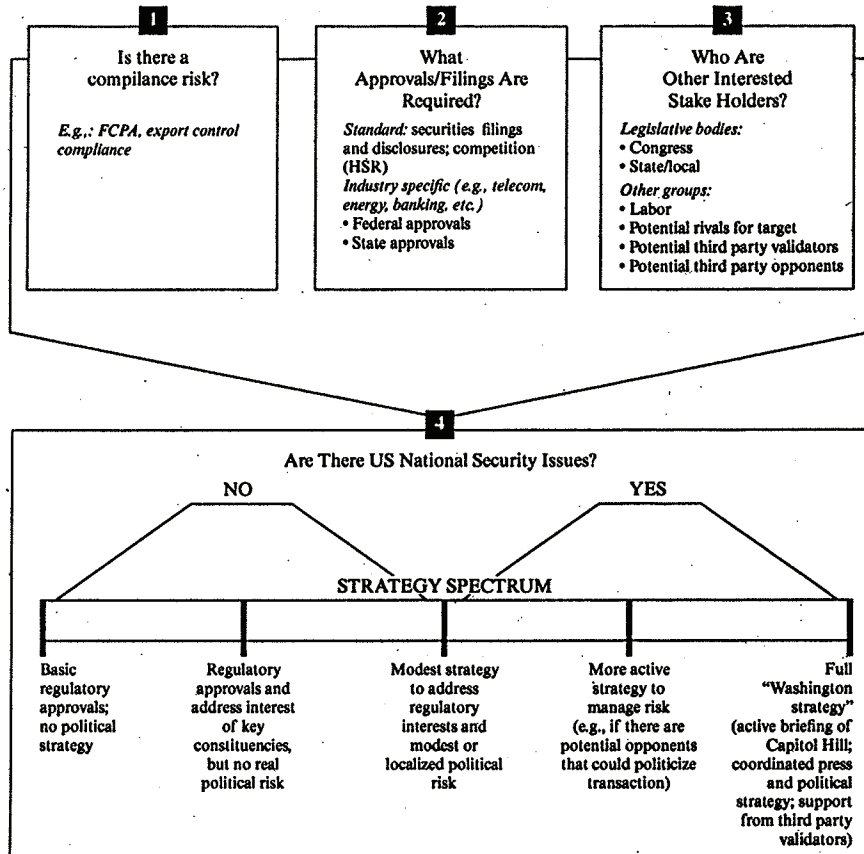 1
Is there a
compilance risk?
E.g,: FCPA, export control
compliance
2
What
Approvals/Filings Are
Required?
Standard: securities filings
and disclosures; competition
(HSR)
Industry specific (e.g., telecom,
energy, banking, etc.)
• Federal approvals
• State approvals
3
Who Are
Other Interested
Stake Holders?
Legislative bodies:
• Congress
• State/local
Other groups:
• Labor
• Potential rivals for target
• Potential third party validators
• Potential third party opponents
4
Are There US National Security Issues?
NO
YES
STRATEGY SPECTRUM
Basic
regulatory
approvals;
no political
strategy
Regulatory
approvals and
address interest
of key
constituencies,
but no real
political risk
Modest strategy
to address
regulatory
interests and
modest or
localized political
risk
More active
strategy to
manage risk
(e.g., if there are
potential opponents
that could politicize
transaction)
Full
“Washington
strategy”
(active briefing of
Capitol Hill;
coordinated press
and political
strategy; support
from third party
validators)